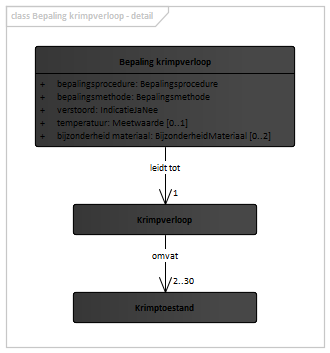 class Bepaling krimpverloop - detail
Bepaling krimpverloop
+ bepalingsprocedure: Bepalingsprocedure
+ bepalingsmethode: Bepalingsmethode
+ verstoord: IndicatieJaNee
+ temperatuur: Meetwaarde [0..1]
+ bijzonderheid materiaal: BijzonderheidMateriaal [0..2]
leidt tot
1
Krimpverloop
omvat
2..30
Krimptoestand